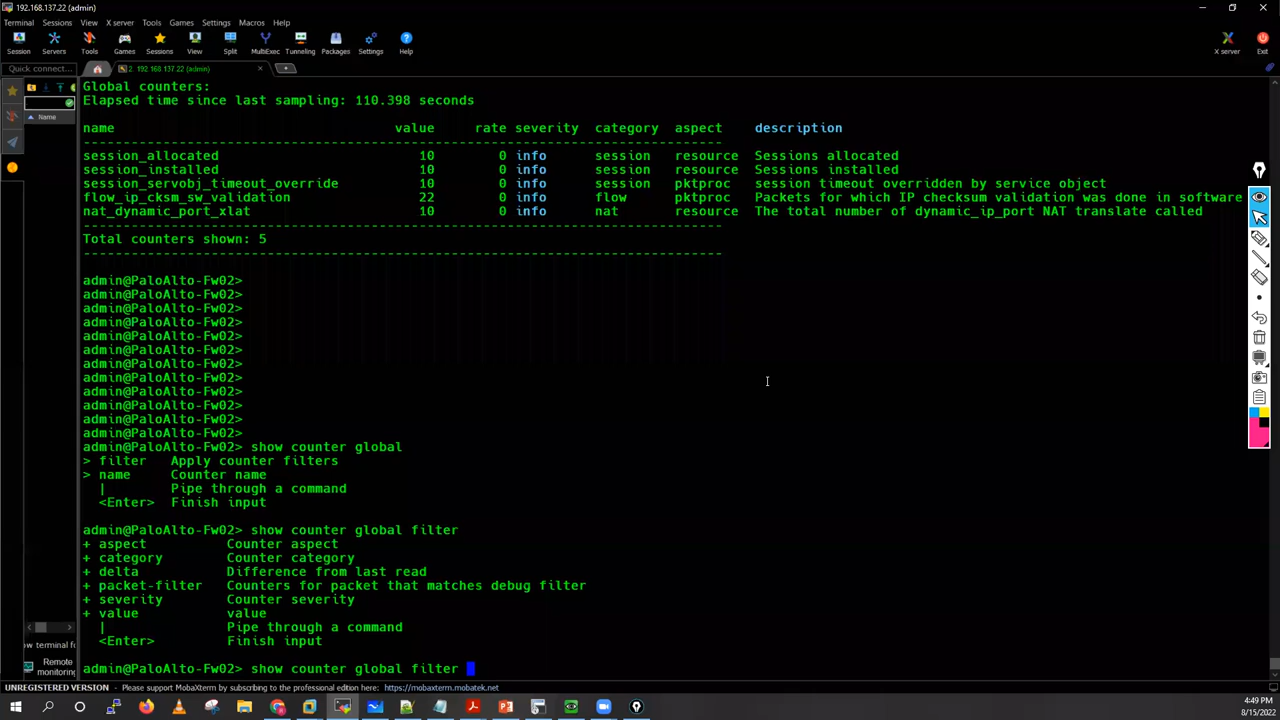 192.168.137.22 (admin)
Terminal Sessions View X server Tools Games Settings Macros Help
Session Servers Tools Games Sessions View Split MultiExec Tunneling Packages Settings Help X server Exit
Quick connect... 2. 192.168.137.22 (admin)
Name
Global counters:
Elapsed time since last sampling: 110.398 seconds
name value rate severity category aspect description
--------------------------------------------------------------------------------
session_allocated 10 0 info session resource Sessions allocated
session_installed 10 0 info session resource Sessions installed
session_servobj_timeout_override 10 0 info session pktproc session timeout overridden by service object
flow_ip_cksm_sw_validation 22 0 info flow pktproc Packets for which IP checksum validation was done in software
nat_dynamic_port_xlat 10 0 info nat resource The total number of dynamic_ip_port NAT translate called
--------------------------------------------------------------------------------
Total counters shown: 5
--------------------------------------------------------------------------------
admin@PaloAlto-Fw02>
admin@PaloAlto-Fw02>
admin@PaloAlto-Fw02>
admin@PaloAlto-Fw02>
admin@PaloAlto-Fw02>
admin@PaloAlto-Fw02>
admin@PaloAlto-Fw02>
admin@PaloAlto-Fw02>
admin@PaloAlto-Fw02>
admin@PaloAlto-Fw02>
admin@PaloAlto-Fw02>
admin@PaloAlto-Fw02>
admin@PaloAlto-Fw02> show counter global
> filter Apply counter filters
> name Counter name
| Pipe through a command
<Enter> Finish input
admin@PaloAlto-Fw02> show counter global filter
+ aspect Counter aspect
+ category Counter category
+ delta Difference from last read
+ packet-filter Counters for packet that matches debug filter
+ severity Counter severity
+ value value
| Pipe through a command
<Enter> Finish input
admin@PaloAlto-Fw02> show counter global filter
ow terminal fo
Remote
monitoring
UNREGISTERED VERSION - Please support MobaXterm by subscribing to the professional edition here: https://mobaxterm.mobatek.net
4:49 PM
8/15/2022